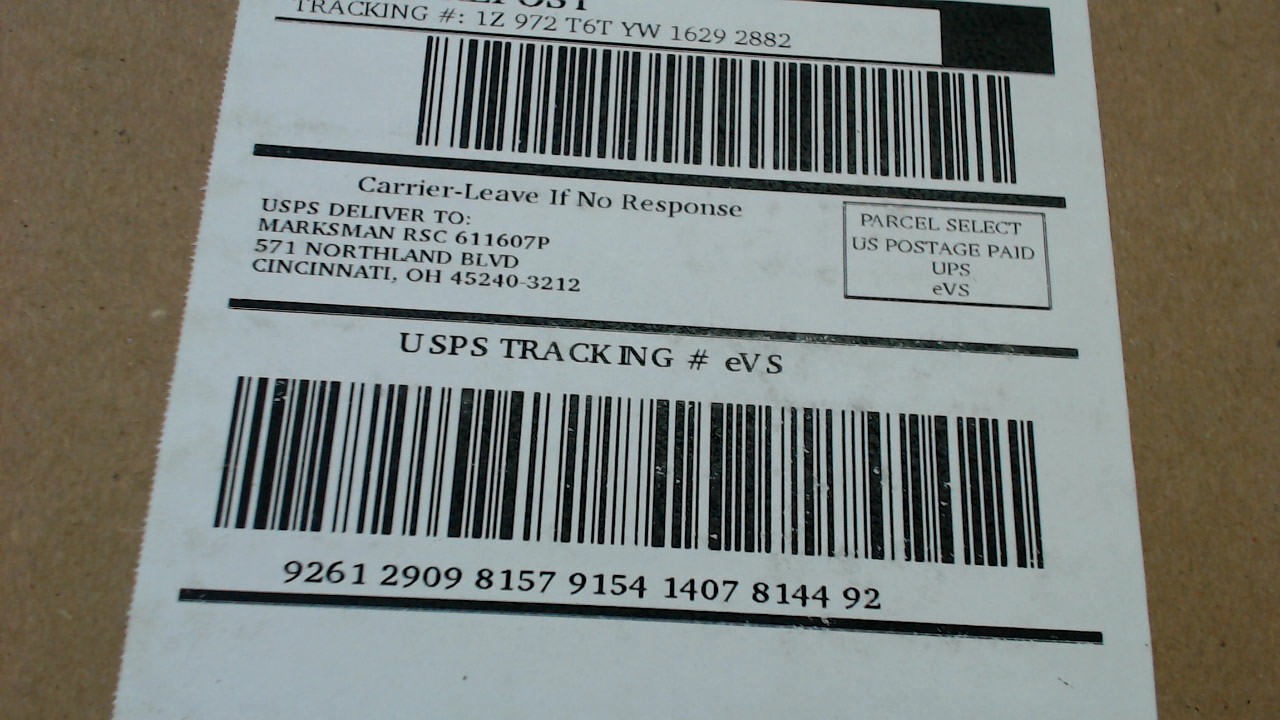 TRACKING #: 1Z 972 T6T YW 1629 2882
Carrier-Leave If No Response
USPS DELIVER TO:
MARKSMAN RSC 611607P
571 NORTHLAND BLVD
CINCINNATI, OH 45240-3212
PARCEL SELECT
US POSTAGE PAID
UPS
eVS
USPS TRACKING # eVS
9261 2909 8157 9154 1407 8144 92